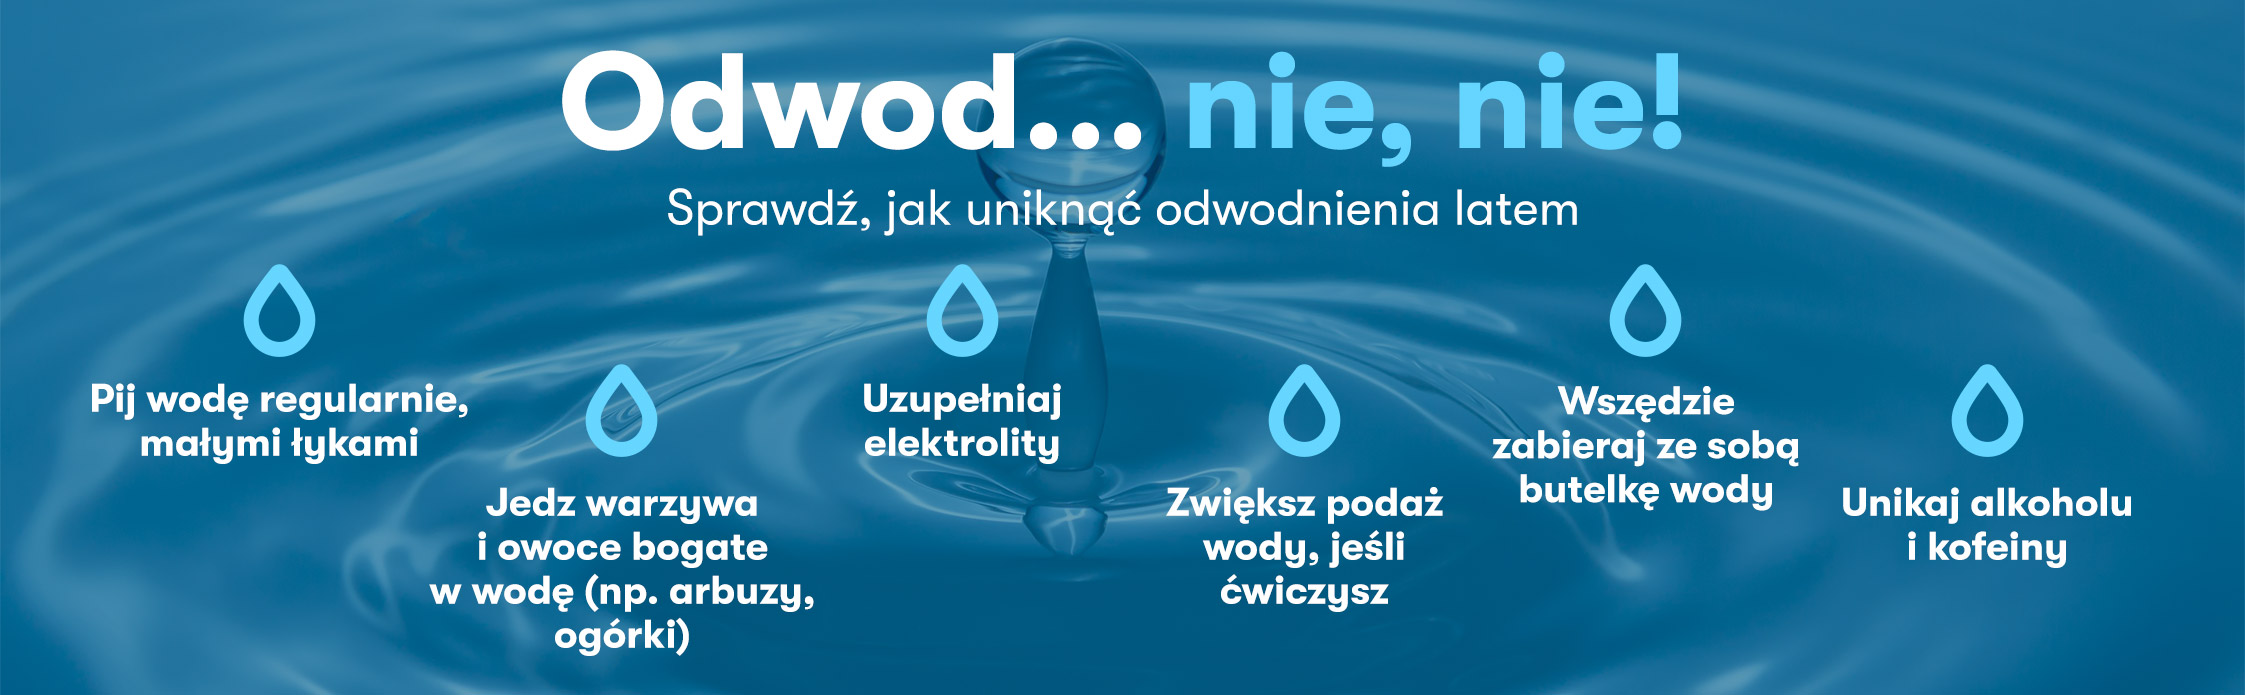 Odwod... nie, nie!
Sprawdź, jak uniknąć odwodnienia latem
Pij wodę regularnie,
małymi łykami
Jedz warzywa
i owoce bogate
w wodę (np. arbuzy,
ogórki)
Uzupełniaj
elektrolity
Zwiększ podaż
wody, jeśli
ćwiczysz
Wszędzie
zabieraj ze sobą
butelkę wody
Unikaj alkoholu
i kofeiny